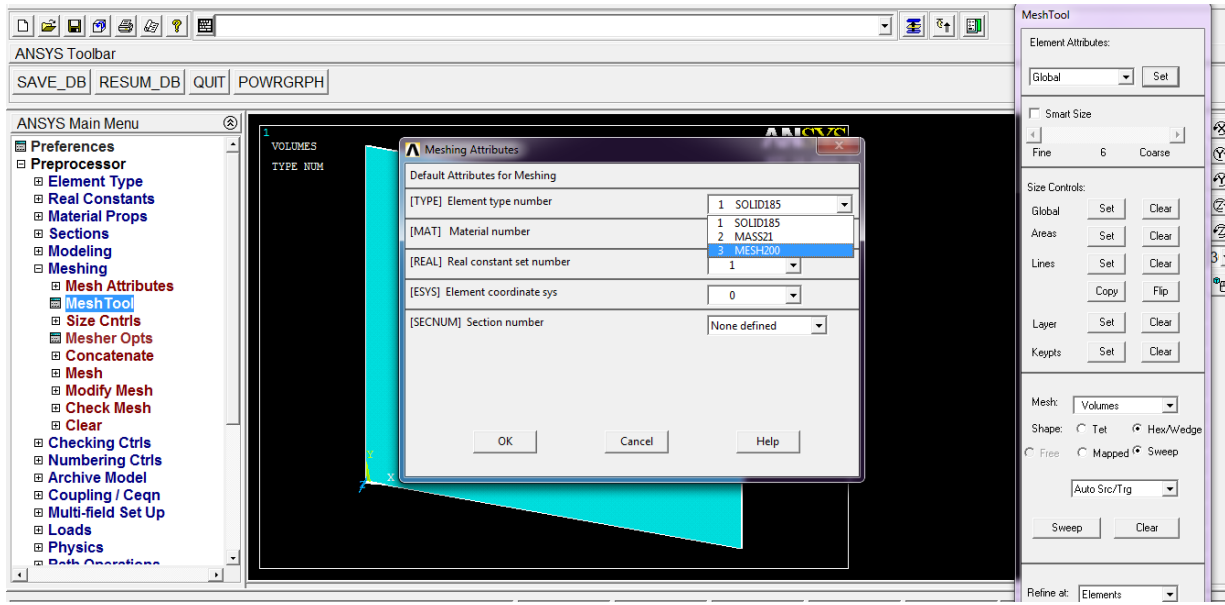 ANSYS Toolbar
SAVE_DB RESUM_DB QUIT POWRGRPH
ANSYS Main Menu
Preferences
Preprocessor
Element Type
Real Constants
Material Props
Sections
Modeling
Meshing
Mesh Attributes
MeshTool
Size Cntrls
Mesher Opts
Concatenate
Mesh
Modify Mesh
Check Mesh
Clear
Checking Ctrls
Numbering Ctrls
Archive Model
Coupling / Ceqn
Multi-field Set Up
Loads
Physics
Path Operations
1
VOLUMES
TYPE NUM
ANSYS
Y
X
Z
Meshing Attributes
Default Attributes for Meshing
[TYPE] Element type number 1 SOLID185
1 SOLID185
2 MASS21
3 MESH200
[MAT] Material number
[REAL] Real constant set number 1
[ESYS] Element coordinate sys 0
[SECNUM] Section number None defined
OK Cancel Help
MeshTool
Element Attributes:
Global Set
Smart Size
Fine 6 Coarse
Size Controls:
Global Set Clear
Areas Set Clear
Lines Set Clear
Copy Flip
Layer Set Clear
Keypts Set Clear
Mesh: Volumes
Shape: Tet Hex/Wedge
Free Mapped Sweep
Auto Src/Trg
Sweep Clear
Refine at: Elements
3